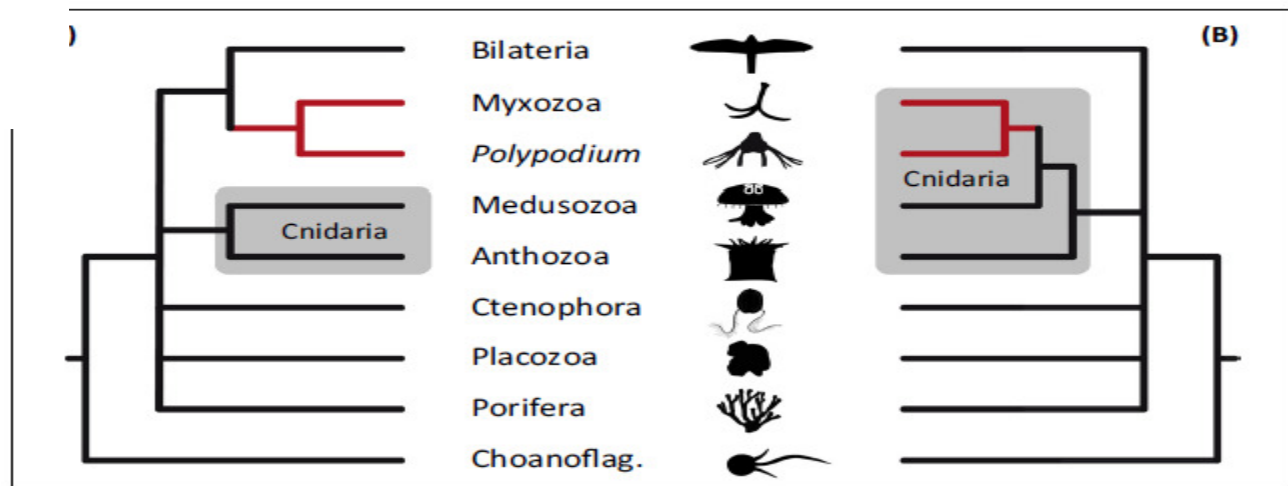 )
(B)
Bilateria
Myxozoa
Polypodium
Cnidaria
Medusozoa
Cnidaria
Anthozoa
Ctenophora
Placozoa
Porifera
Choanoflag.